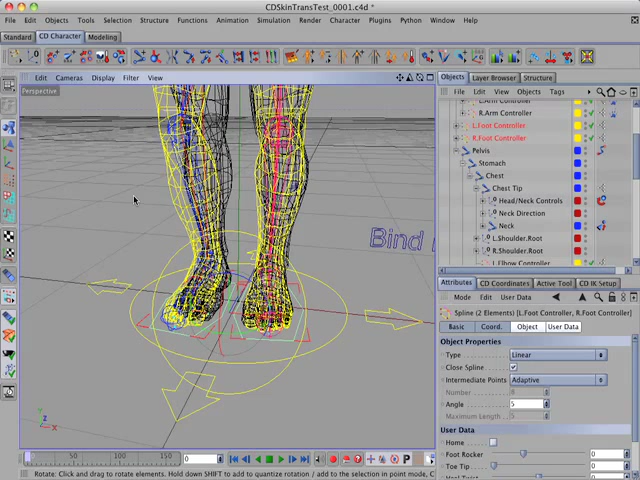 CDSkinTransTest_0001.c4d *
File Edit Objects Tools Selection Structure Functions Animation Simulation Render Character Plugins Python Window Help
Standard CD Character Modeling
Edit Cameras Display Filter View
Perspective
Bind
Y
X
Z
Objects Layer Browser Structure
File Edit View Objects Tags
R.Arm Controller
L.Foot Controller
R.Foot Controller
Pelvis
Stomach
Chest
Chest Tip
Head/Neck Controls
Neck Direction
Neck
L.Shoulder.Root
R.Shoulder.Root
L.Elbow Controller
Attributes CD Coordinates Active Tool CD IK Setup
Mode Edit User Data
Spline (2 Elements) [L.Foot Controller, R.Foot Controller]
Basic Coord. Object User Data
Object Properties
Type Linear
Close Spline
Intermediate Points Adaptive
Number 8
Angle 5
Maximum Length 5
User Data
Home
Foot Rocker 0
Toe Tip 0
0 50 100 150 0
Rotate: Click and drag to rotate elements. Hold down SHIFT to add to quantize rotation / add to the selection in point mode, C